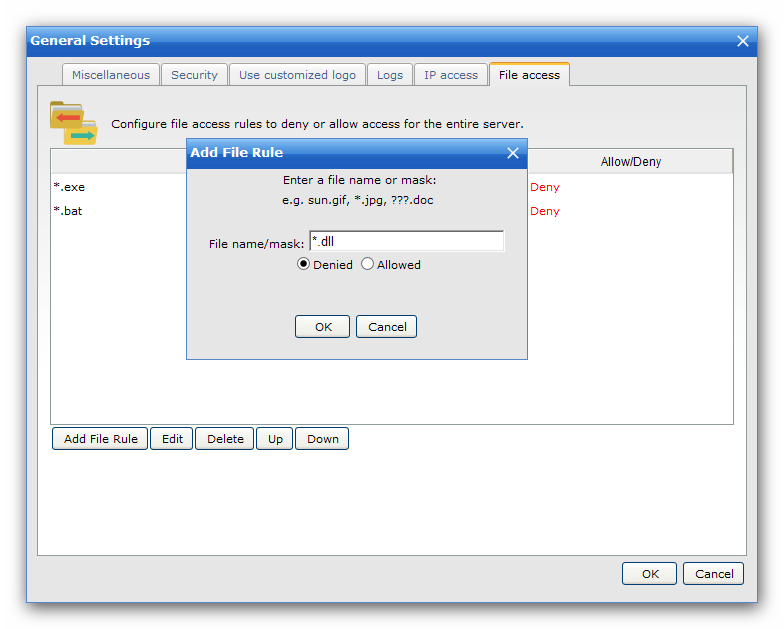 General Settings
Miscellaneous Security Use customized logo Logs IP access File access
Configure file access rules to deny or allow access for the entire server.
Allow/Deny
*.exe Deny
*.bat Deny
Add File Rule
Enter a file name or mask:
e.g. sun.gif, *.jpg, ???.doc
File name/mask: *.dll
Denied Allowed
OK Cancel
Add File Rule Edit Delete Up Down
OK Cancel